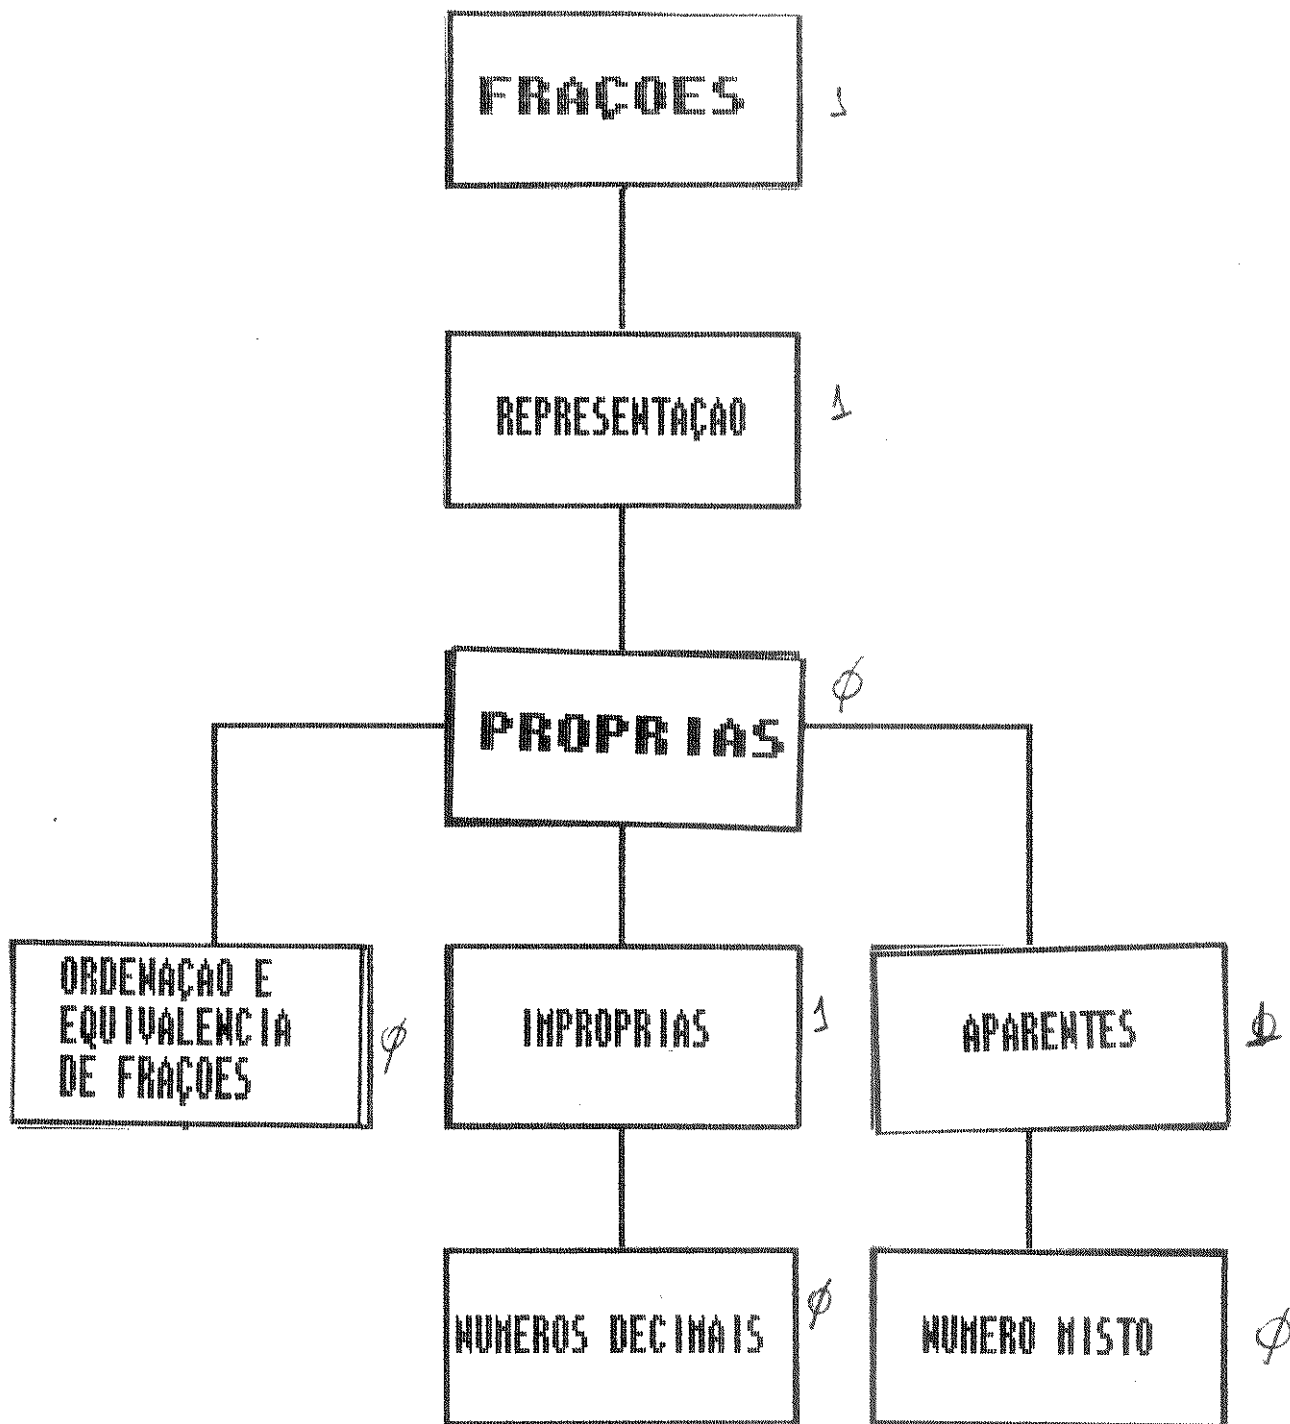 FRAÇOES 1
REPRESENTAÇAO 1
PROPRIAS ϕ
ORDENAÇAO E
EQUIVALENCIA
DE FRAÇOES ϕ
IMPROPRIAS 1
APARENTES
NUMEROS DECIMAIS ϕ
NUMERO MISTO ϕ